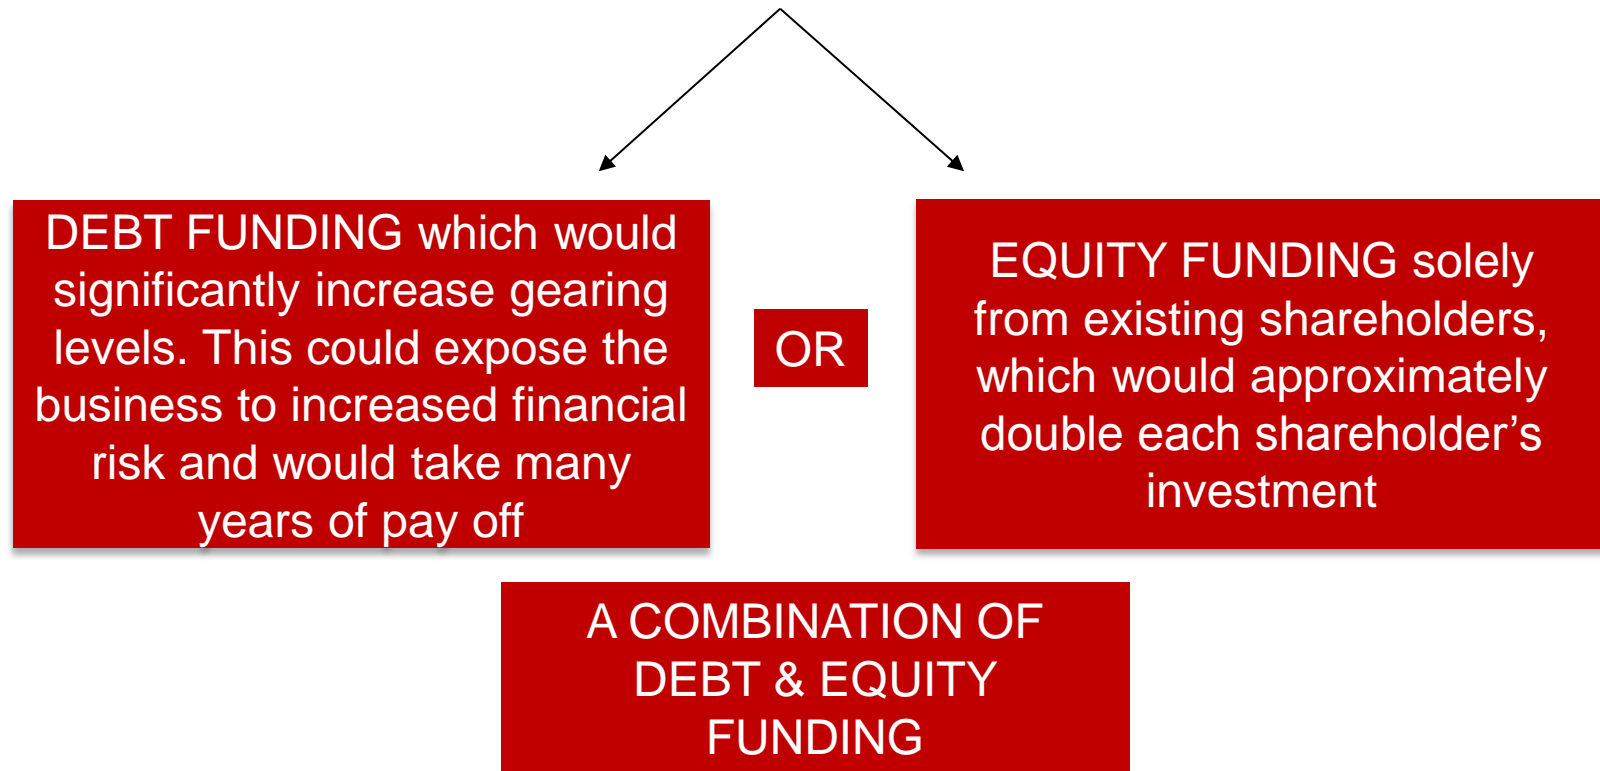 DEBT FUNDING which would
significantly increase gearing
levels. This could expose the
business to increased financial
risk and would take many
years of pay off
OR
EQUITY FUNDING solely
from existing shareholders,
which would approximately
double each shareholder’s
investment
A COMBINATION OF
DEBT & EQUITY
FUNDING